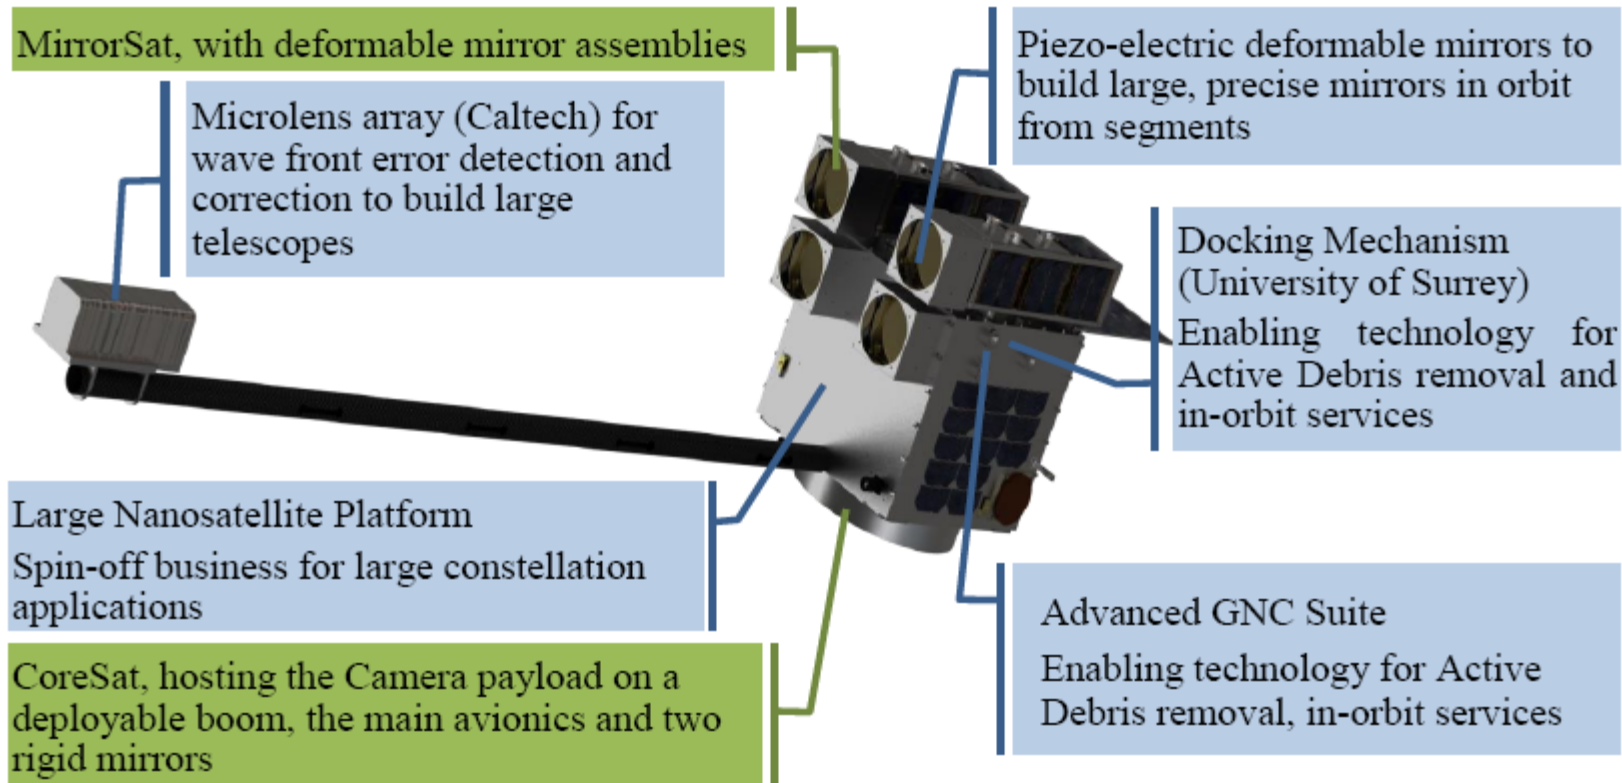 MirrorSat, with deformable mirror assemblies
Microlens array (Caltech) for
wave front error detection and
correction to build large
telescopes
Piezo-electric deformable mirrors to
build large, precise mirrors in orbit
from segments
Docking Mechanism
(University of Surrey)
Enabling technology for
Active Debris removal and
in-orbit services
Large Nanosatellite Platform
Spin-off business for large constellation
applications
Advanced GNC Suite
Enabling technology for Active
Debris removal, in-orbit services
CoreSat, hosting the Camera payload on a
deployable boom, the main avionics and two
rigid mirrors